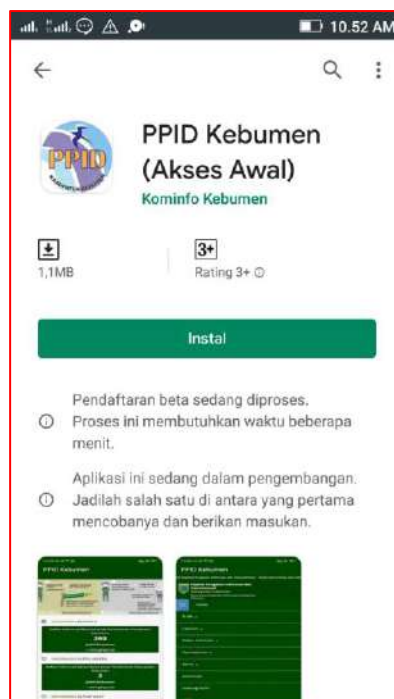 10.52 AM
PPID
PPID Kebumen
(Akses Awal)
Kominfo Kebumen
1,1MB
3+
Rating 3+
Instal
Pendaftaran beta sedang diproses.
Proses ini membutuhkan waktu beberapa
menit.
Aplikasi ini sedang dalam pengembangan.
Jadilah salah satu di antara yang pertama
mencobanya dan berikan masukan.
PPID Kebumen
PPID Kebumen